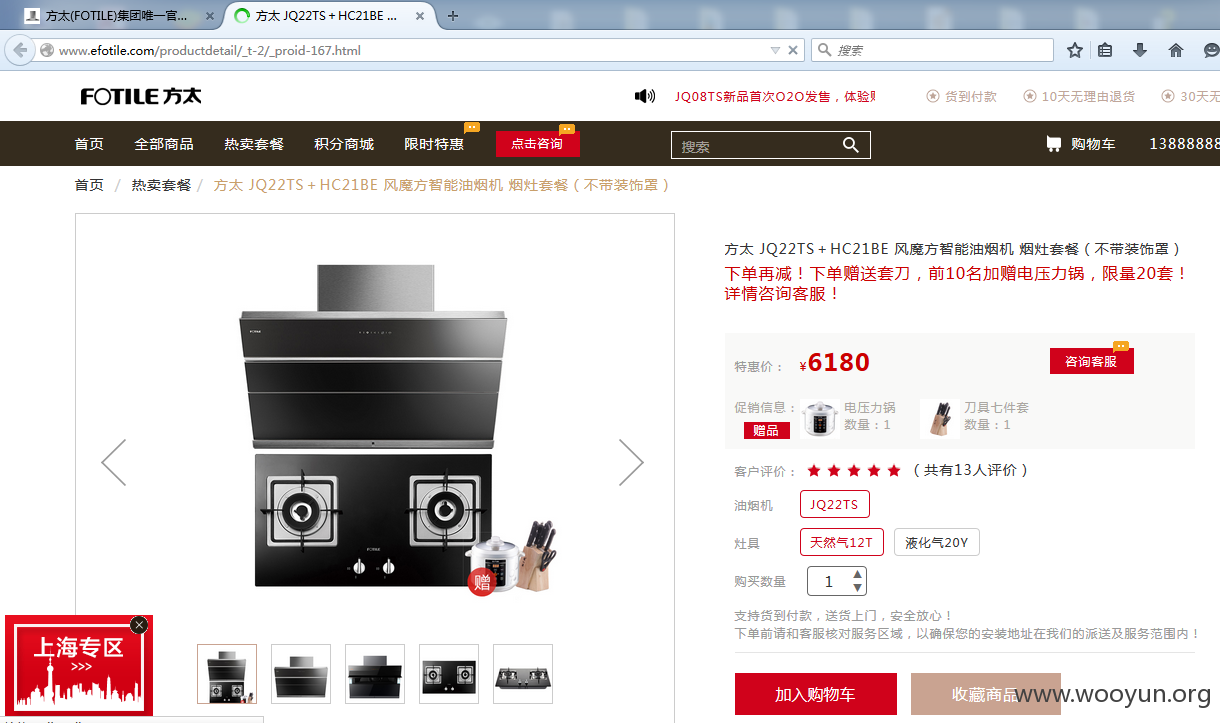 方太(FOTILE)集团唯一官...
方太 JQ22TS + HC21BE ...
www.efotile.com/productdetail/_t-2/_proid-167.html
搜索
FOTILE 方太
JQ08TS新品首次O2O发售，体验
货到付款
10天无理由退货
30天无
首页
全部商品
热卖套餐
积分商城
限时特惠
点击咨询
搜索
购物车
13888888
首页 / 热卖套餐 / 方太 JQ22TS + HC21BE 风魔方智能油烟机 烟灶套餐 ( 不带装饰罩 )
方太 JQ22TS + HC21BE 风魔方智能油烟机 烟灶套餐 ( 不带装饰罩 )
下单再减！下单赠送套刀，前10名加赠电压力锅，限量20套！
详情咨询客服！
特惠价：
¥6180
咨询客服
促销信息：
赠品
电压力锅
数量：1
刀具七件套
数量：1
客户评价：
( 共有13人评价 )
油烟机
JQ22TS
灶具
天然气12T
液化气20Y
购买数量
1
支持货到付款，送货上门，安全放心！
下单前请和客服核对服务区域，以确保您的安装地址在我们的派送及服务范围内！
加入购物车
收藏商品
FOTILE
FOTILE
赠
上海专区
>>>
www.wooyun.org